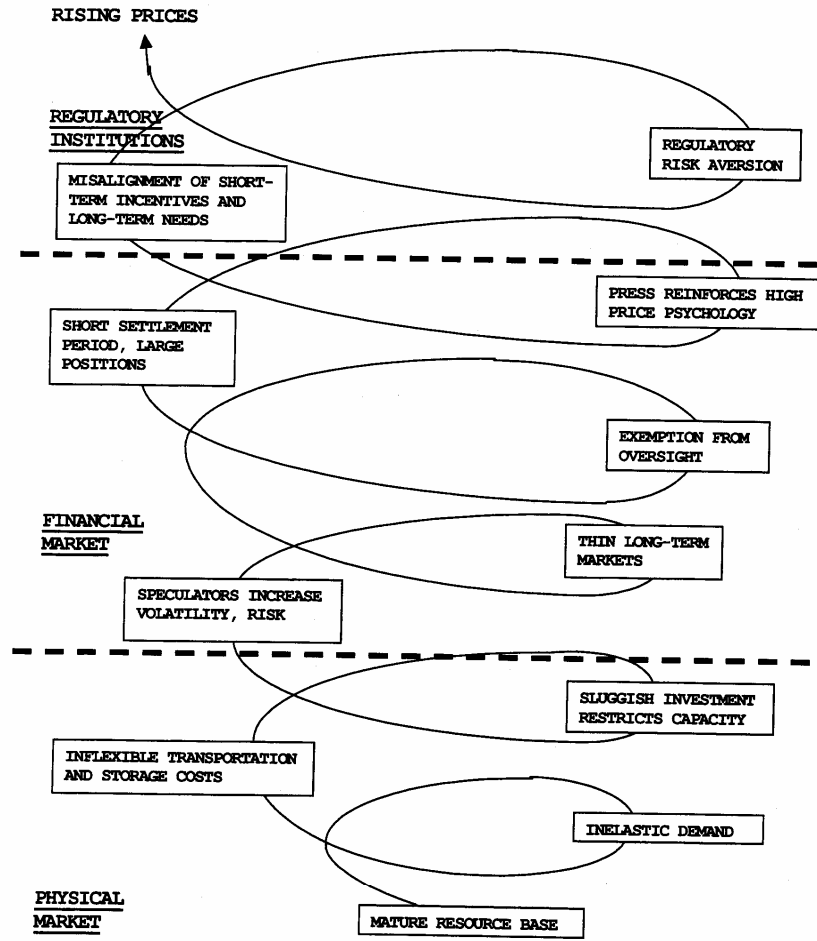 RISING PRICES
REGULATORY
INSTITUTIONS
REGULATORY
RISK AVERSION
MISALIGNMENT OF SHORT-
TERM INCENTIVES AND
LONG-TERM NEEDS
PRESS REINFORCES HIGH
PRICE PSYCHOLOGY
SHORT SETTLEMENT
PERIOD, LARGE
POSITIONS
EXEMPTION FROM
OVERSIGHT
FINANCIAL
MARKET
THIN LONG-TERM
MARKETS
SPECULATORS INCREASE
VOLATILITY, RISK
SLUGGISH INVESTMENT
RESTRICTS CAPACITY
INFLEXIBLE TRANSPORTATION
AND STORAGE COSTS
INELASTIC DEMAND
PHYSICAL
MARKET
MATURE RESOURCE BASE